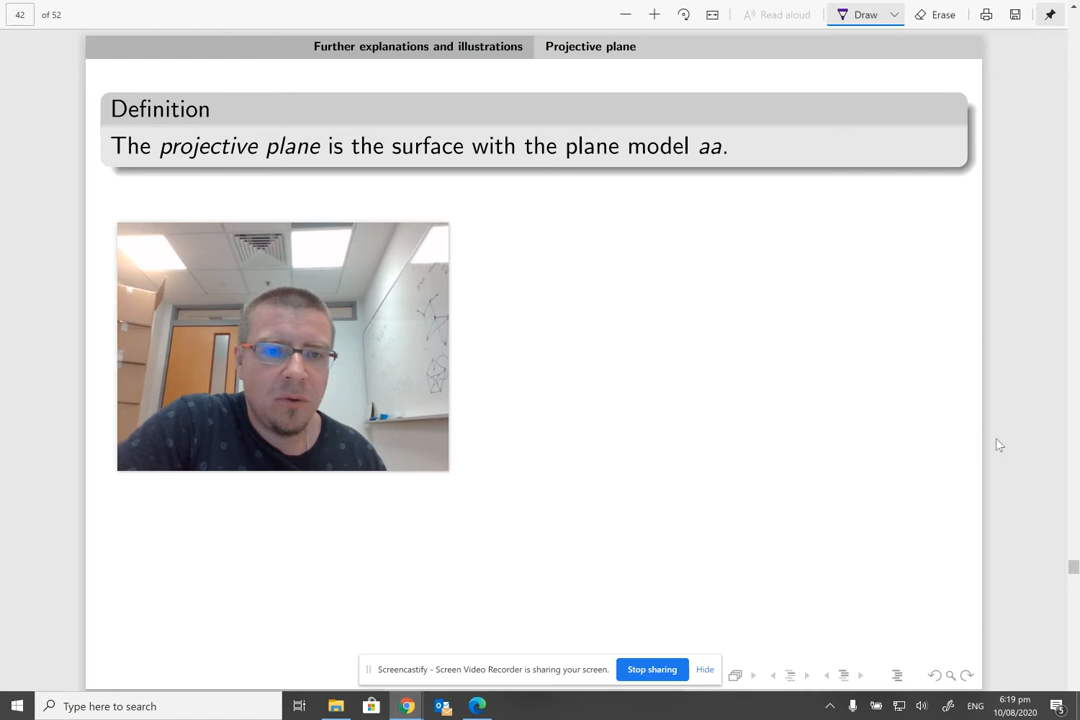 42 of 52
Read aloud
Draw
Erase
Further explanations and illustrations Projective plane
Definition
The projective plane is the surface with the plane model aa.
Screencastify - Screen Video Recorder is sharing your screen. Stop sharing Hide
Type here to search
ENG
6:19 pm
10/08/2020
5